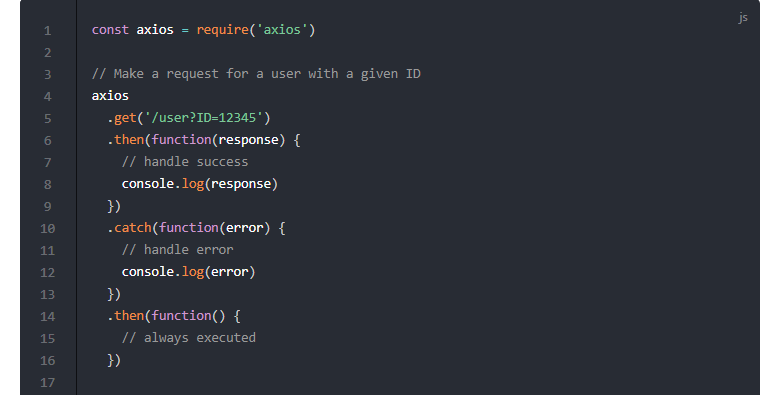 js
1 const axios = require('axios')
2
3 // Make a request for a user with a given ID
4 axios
5   .get('/user?ID=12345')
6   .then(function(response) {
7     // handle success
8     console.log(response)
9   })
10   .catch(function(error) {
11     // handle error
12     console.log(error)
13   })
14   .then(function() {
15     // always executed
16   })
17